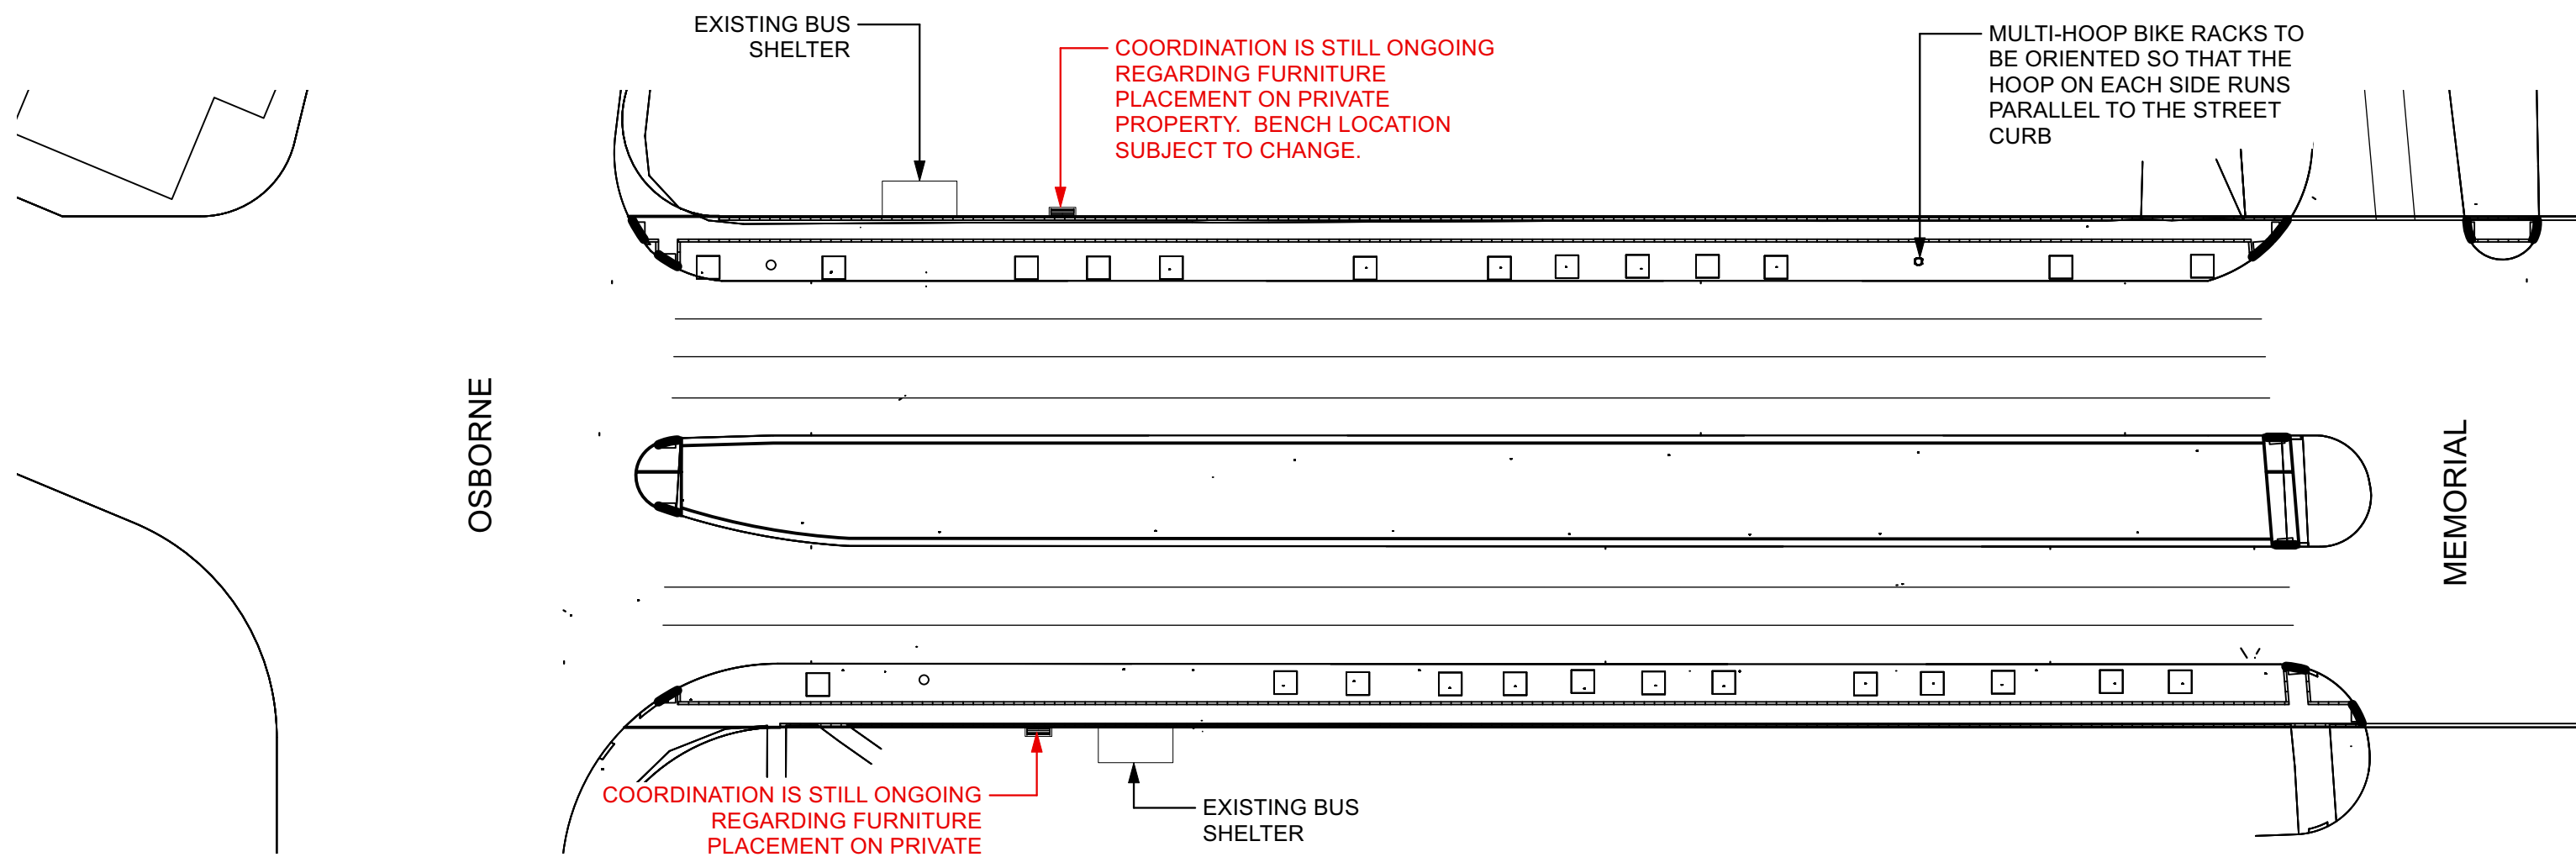 EXISTING BUS
SHELTER
COORDINATION IS STILL ONGOING
REGARDING FURNITURE
PLACEMENT ON PRIVATE
PROPERTY.  BENCH LOCATION
SUBJECT TO CHANGE.
MULTI-HOOP BIKE RACKS TO
BE ORIENTED SO THAT THE
HOOP ON EACH SIDE RUNS
PARALLEL TO THE STREET
CURB
OSBORNE
MEMORIAL
COORDINATION IS STILL ONGOING
REGARDING FURNITURE
PLACEMENT ON PRIVATE
EXISTING BUS
SHELTER